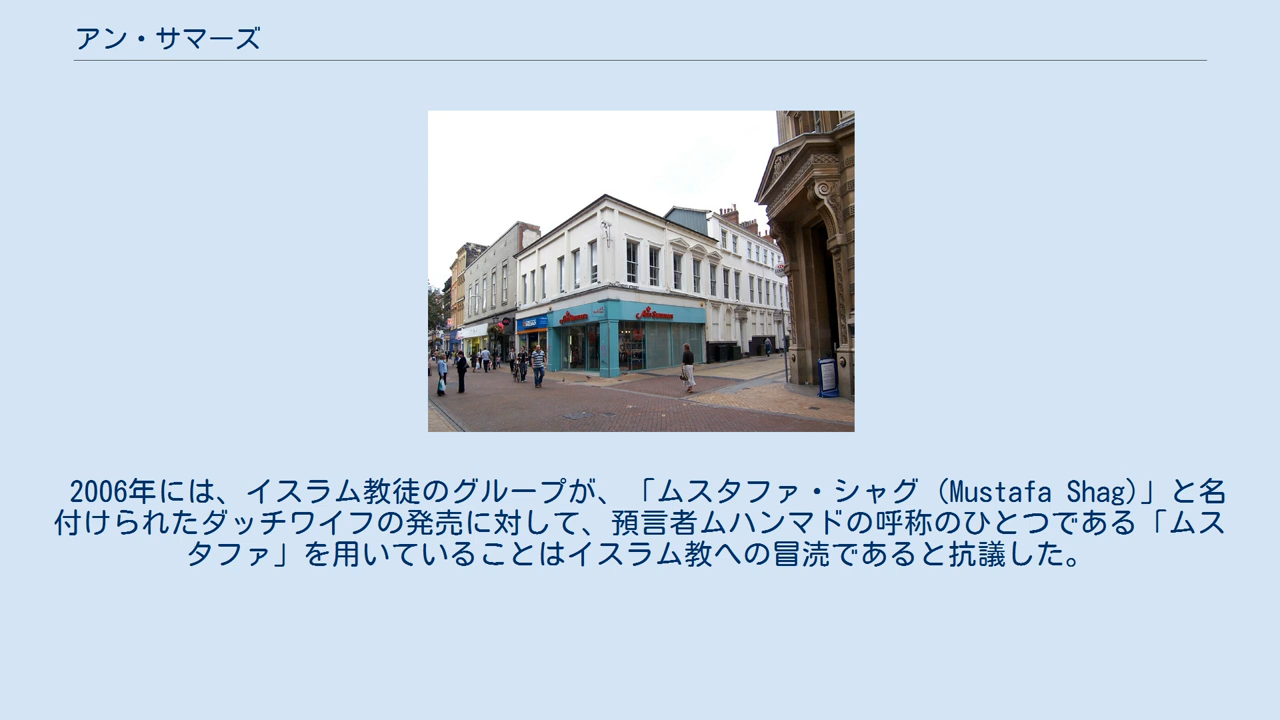 アン・サマーズ
2006年には、イスラム教徒のグループが、「ムスタファ・シャグ (Mustafa Shag)」と名
付けられたダッチワイフの発売に対して、預言者ムハンマドの呼称のひとつである「ムス
タファ」を用いていることはイスラム教への冒涜であると抗議した。